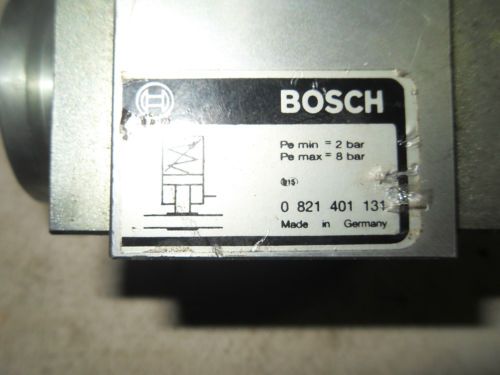 BOSCH
Pe min = 2 bar
Pe max = 8 bar
0 821 401 131
Made in Germany